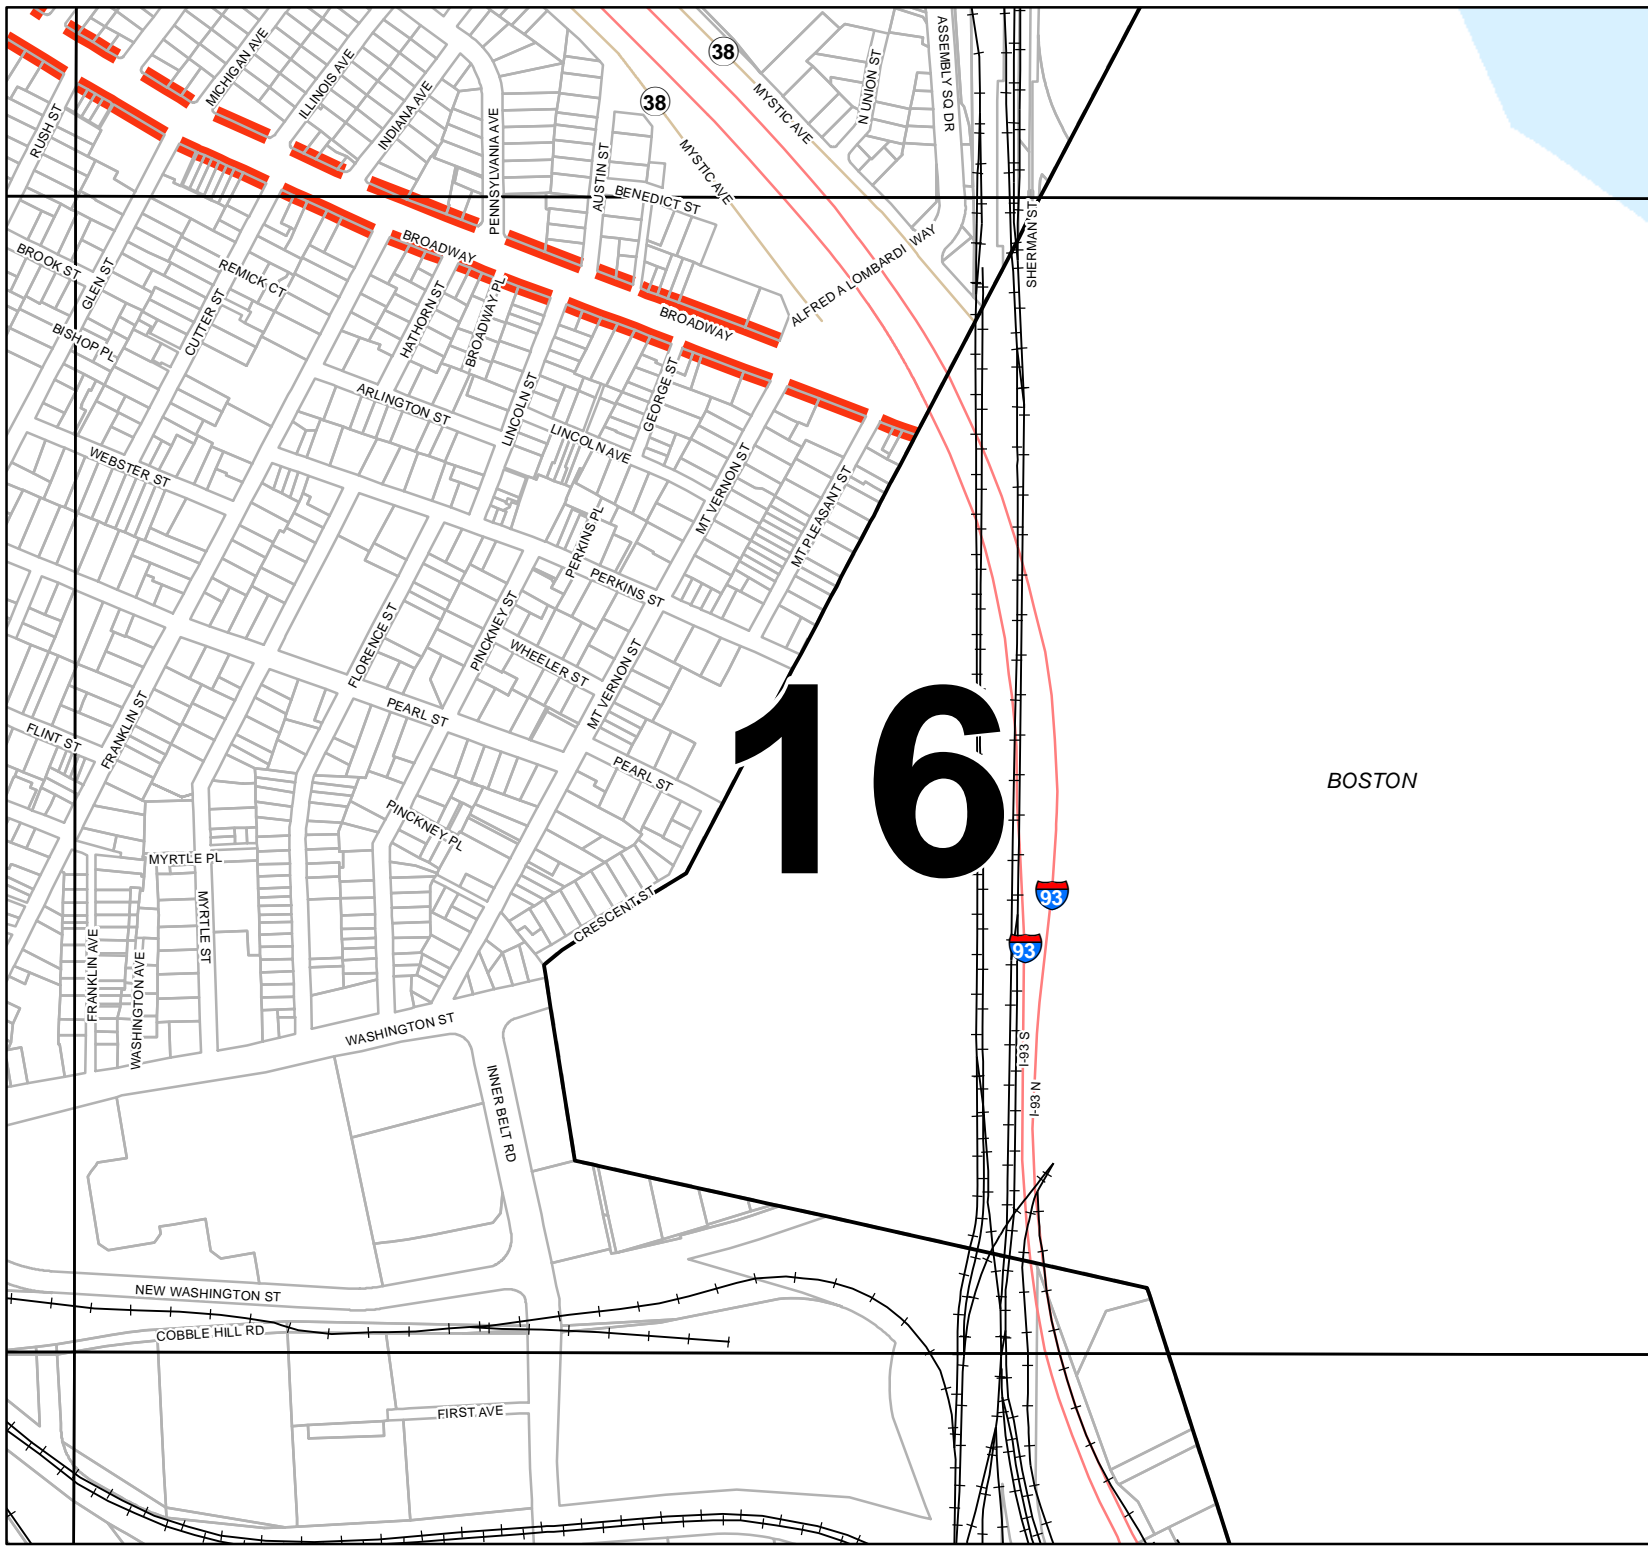 38
38
MICHIGAN AVE
ILLINOIS AVE
INDIANA AVE
PENNSYLVANIA AVE
AUSTIN ST
BENEDICT ST
MYSTIC AVE
MYSTIC AVE
N UNION ST
ASSEMBLY SQ DR
SHERMAN ST
ALFRED A LOMBARDI WAY
RUSH ST
BROADWAY
BROADWAY
BROOK ST
GLEN ST
REMICK CT
CUTTER ST
BISHOP PL
HATHORN ST
BROADWAY PL
LINCOLN ST
GEORGE ST
ARLINGTON ST
LINCOLN AVE
WEBSTER ST
MT VERNON ST
MT PLEASANT ST
PERKINS PL
PERKINS ST
FLORENCE ST
PINCKNEY ST
WHEELER ST
MT VERNON ST
FRANKLIN ST
FLINT ST
PEARL ST
PEARL ST
16
BOSTON
PINCKNEY PL
MYRTLE PL
MYRTLE ST
FRANKLIN AVE
WASHINGTON AVE
CRESCENT ST
93
93
WASHINGTON ST
I-93 S
I-93 N
INNER BELT RD
NEW WASHINGTON ST
COBBLE HILL RD
FIRST AVE